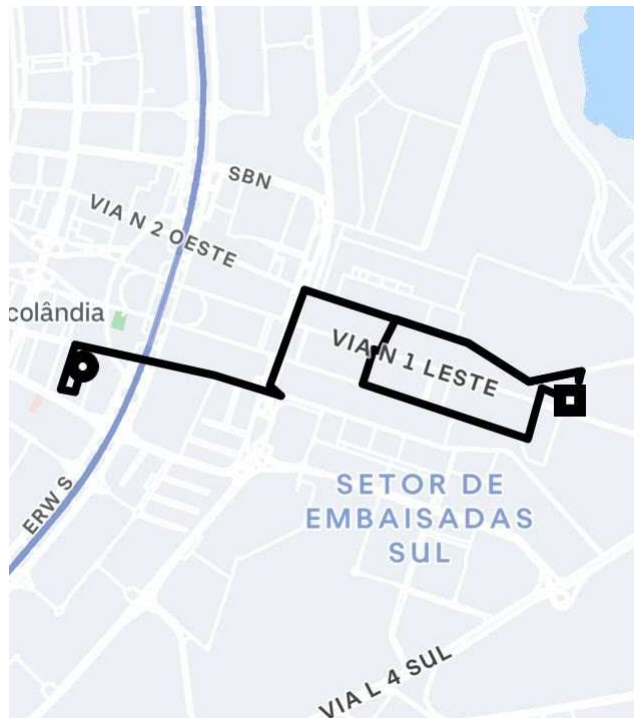 SBN
VIA N 2 OESTE
colândia
VIA N 1 LESTE
ERW S
SETOR DE
EMBAISADAS
SUL
VIA L 4 SUL